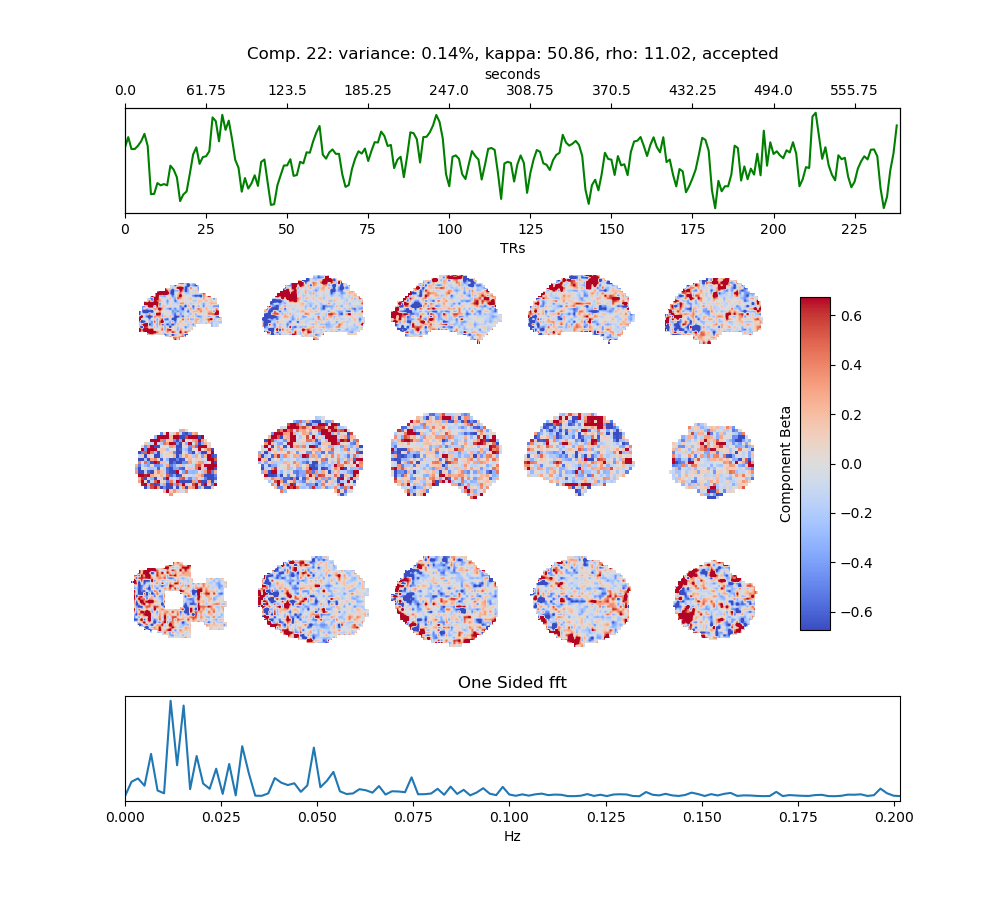 Comp. 22: variance: 0.14%, kappa: 50.86, rho: 11.02, accepted
seconds
0.0 61.75 123.5 185.25 247.0 308.75 370.5 432.25 494.0 555.75
0 25 50 75 100 125 150 175 200 225
TRs
0.6
0.4
0.2
0.0
−0.2
−0.4
−0.6
Component Beta
One Sided fft
0.000 0.025 0.050 0.075 0.100 0.125 0.150 0.175 0.200
Hz